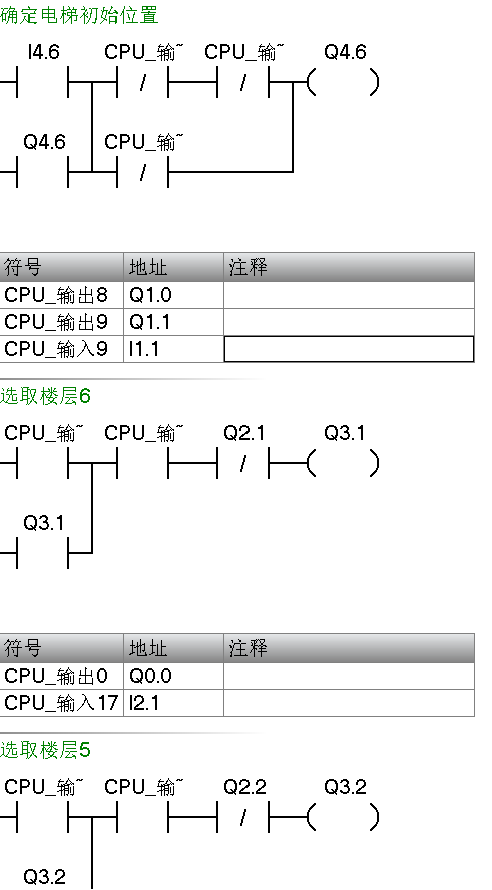 确定电梯初始位置
I4.6 CPU_输~ CPU_输~ Q4.6
/ /
Q4.6 CPU_输~
/
符号 地址 注释
CPU_输出8 Q1.0
CPU_输出9 Q1.1
CPU_输入9 I1.1
选取楼层6
CPU_输~ CPU_输~ Q2.1 Q3.1
/
Q3.1
符号 地址 注释
CPU_输出0 Q0.0
CPU_输入17 I2.1
选取楼层5
CPU_输~ CPU_输~ Q2.2 Q3.2
/
Q3.2